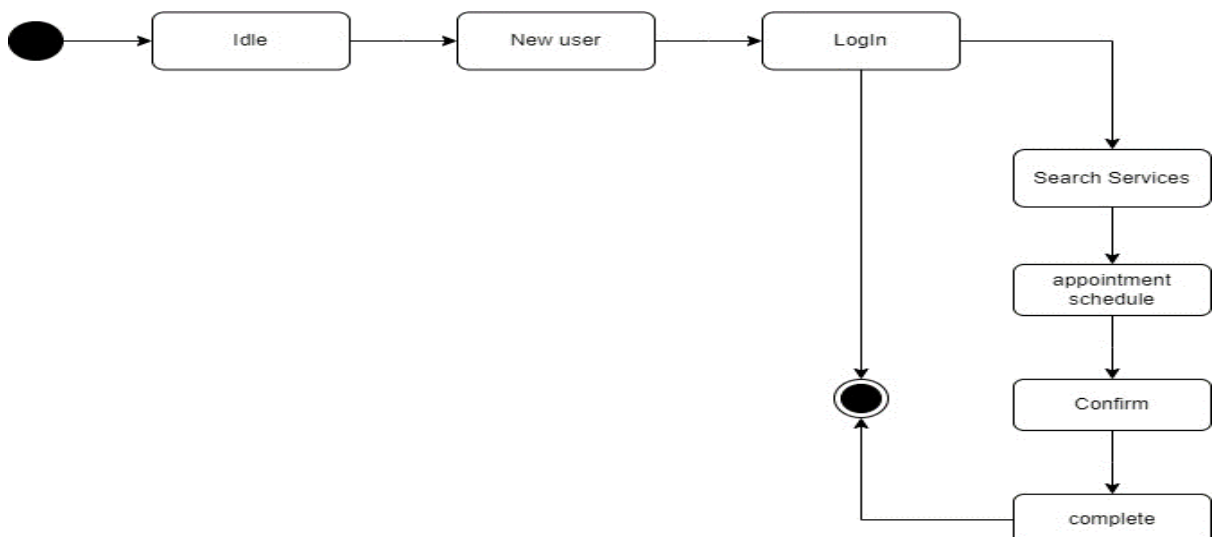 Idle
New user
LogIn
Search Services
appointment
schedule
Confirm
complete